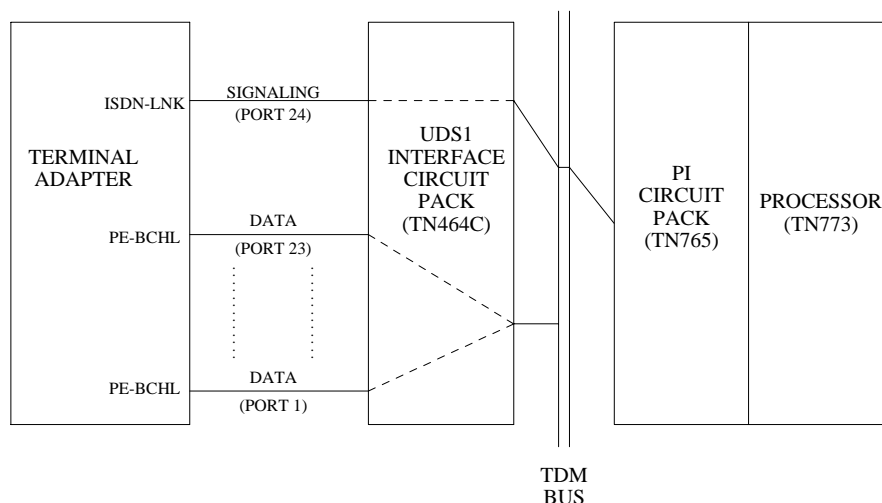 ISDN-LNK
SIGNALING
(PORT 24)
TERMINAL
ADAPTER
UDS1
INTERFACE
CIRCUIT
PACK
(TN464C)
PI
CIRCUIT
PACK
(TN765)
PROCESSOR
(TN773)
PE-BCHL
DATA
(PORT 23)
PE-BCHL
DATA
(PORT 1)
TDM
BUS